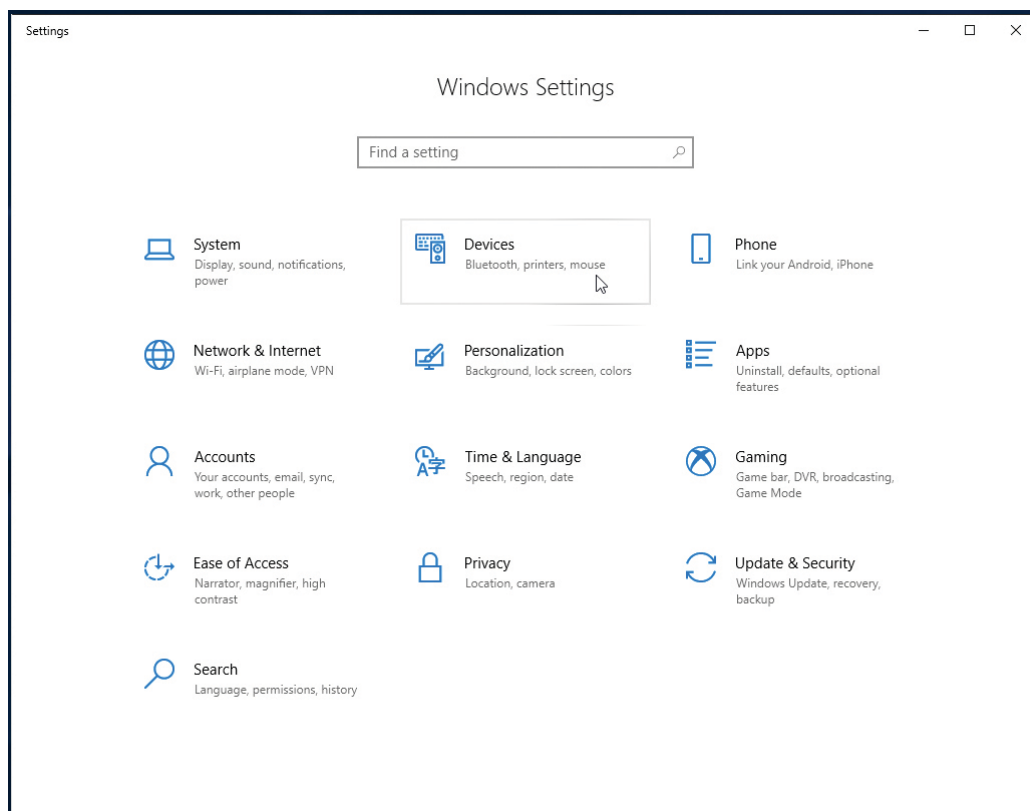 Settings
Windows Settings
Find a setting
System
Display, sound, notifications,
power
Devices
Bluetooth, printers, mouse
Phone
Link your Android, iPhone
Network & Internet
Wi-Fi, airplane mode, VPN
Personalization
Background, lock screen, colors
Apps
Uninstall, defaults, optional
features
Accounts
Your accounts, email, sync,
work, other people
Time & Language
Speech, region, date
Gaming
Game bar, DVR, broadcasting,
Game Mode
Ease of Access
Narrator, magnifier, high
contrast
Privacy
Location, camera
Update & Security
Windows Update, recovery,
backup
Search
Language, permissions, history